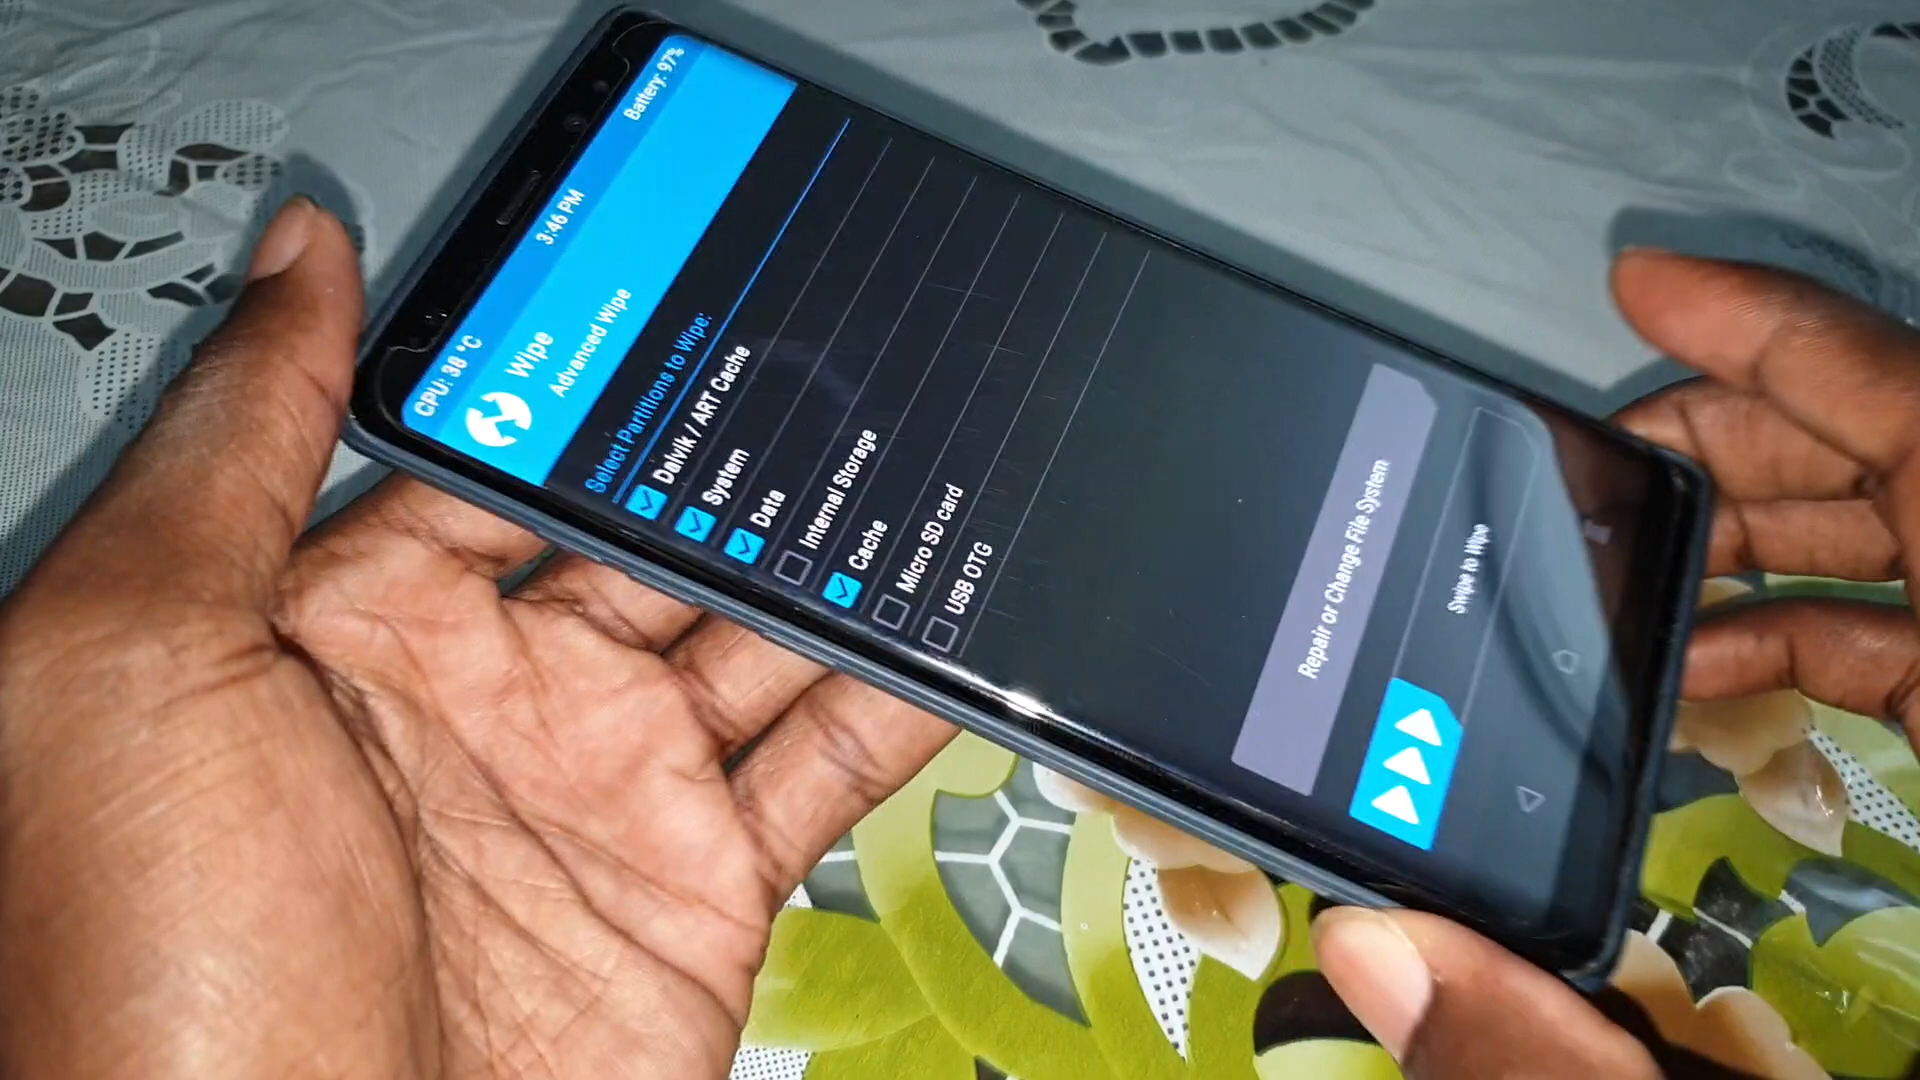 CPU: 38 °C
3:46 PM
Battery: 97%
Wipe
Advanced Wipe
Select Partitions to Wipe:
Dalvik / ART Cache
System
Data
Internal Storage
Cache
Micro SD card
USB OTG
Repair or Change File System
Swipe to Wipe